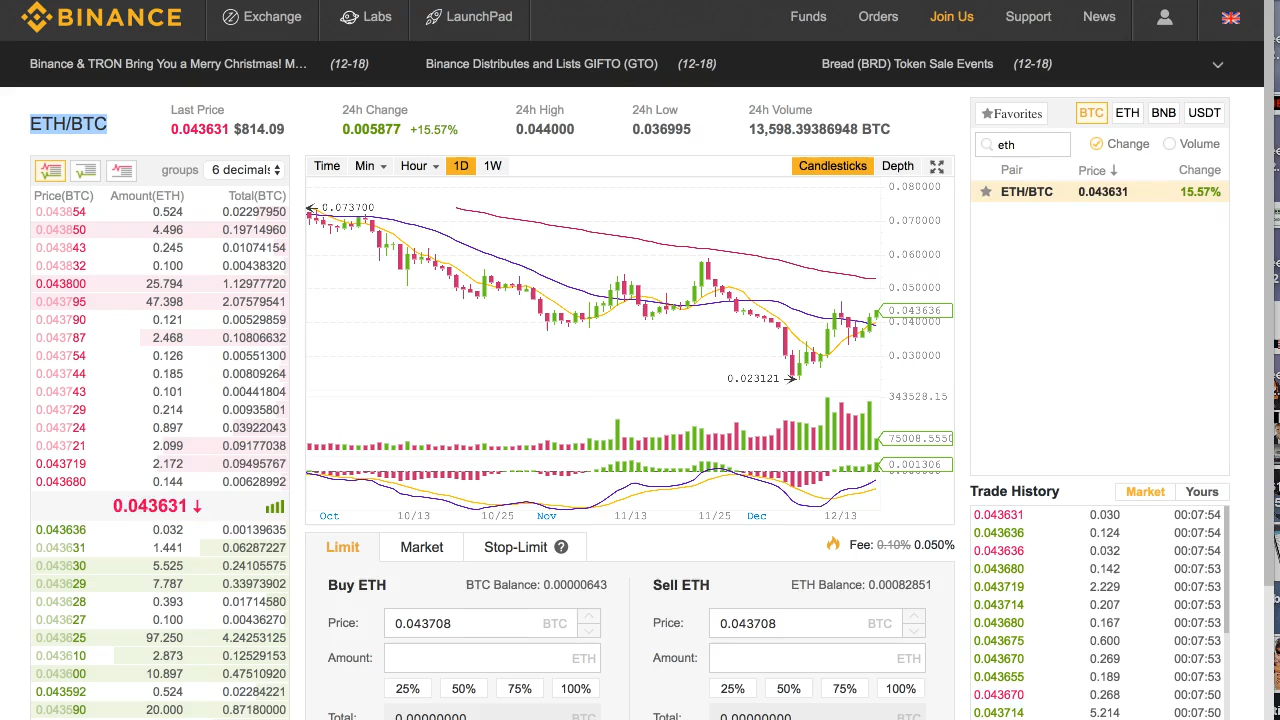 BINANCE Exchange Labs LaunchPad Funds Orders Join Us Support News
Binance & TRON Bring You a Merry Christmas! M... (12-18) Binance Distributes and Lists GIFTO (GTO) (12-18) Bread (BRD) Token Sale Events (12-18)
ETH/BTC
Last Price 24h Change 24h High 24h Low 24h Volume
0.043631 $814.09 0.005877 +15.57% 0.044000 0.036995 13,598.39386948 BTC
groups 6 decimals
Price(BTC) Amount(ETH) Total(BTC)
0.043854 0.524 0.02297950
0.043850 4.496 0.19714960
0.043843 0.245 0.01074154
0.043832 0.100 0.00438320
0.043800 25.794 1.12977720
0.043795 47.398 2.07579541
0.043790 0.121 0.00529859
0.043787 2.468 0.10806632
0.043754 0.126 0.00551300
0.043744 0.185 0.00809264
0.043743 0.101 0.00441804
0.043729 0.214 0.00935801
0.043724 0.897 0.03922043
0.043721 2.099 0.09177038
0.043719 2.172 0.09495767
0.043680 0.144 0.00628992
0.043631 ↓
0.043636 0.032 0.00139635
0.043631 1.441 0.06287227
0.043630 5.525 0.24105575
0.043629 7.787 0.33973902
0.043628 0.393 0.01714580
0.043627 0.100 0.00436270
0.043625 97.250 4.24253125
0.043610 2.873 0.12529153
0.043600 10.897 0.47510920
0.043592 0.524 0.02284221
0.043590 20.000 0.87180000
Time Min Hour 1D 1W Candlesticks Depth
0.080000
0.073700
0.070000
0.060000
0.050000
0.043636
0.040000
0.030000
0.023121
343528.15
75008.5550
0.001306
Oct 10/13 10/25 Nov 11/13 11/25 Dec 12/13
Limit Market Stop-Limit ? Fee: 0.10% 0.050%
Buy ETH BTC Balance: 0.00000643
Price: 0.043708 BTC
Amount: ETH
25% 50% 75% 100%
Total: 0.00000000 BTC
Sell ETH ETH Balance: 0.00082851
Price: 0.043708 BTC
Amount: ETH
25% 50% 75% 100%
Total: 0.00000000 BTC
Favorites BTC ETH BNB USDT
eth Change Volume
Pair Price ↓ Change
ETH/BTC 0.043631 15.57%
Trade History Market Yours
0.043631 0.030 00:07:54
0.043636 0.124 00:07:54
0.043636 0.032 00:07:54
0.043680 0.142 00:07:53
0.043719 2.229 00:07:53
0.043714 0.207 00:07:53
0.043680 0.167 00:07:53
0.043675 0.600 00:07:53
0.043670 0.269 00:07:53
0.043655 0.189 00:07:53
0.043670 0.268 00:07:50
0.043714 5.214 00:07:50